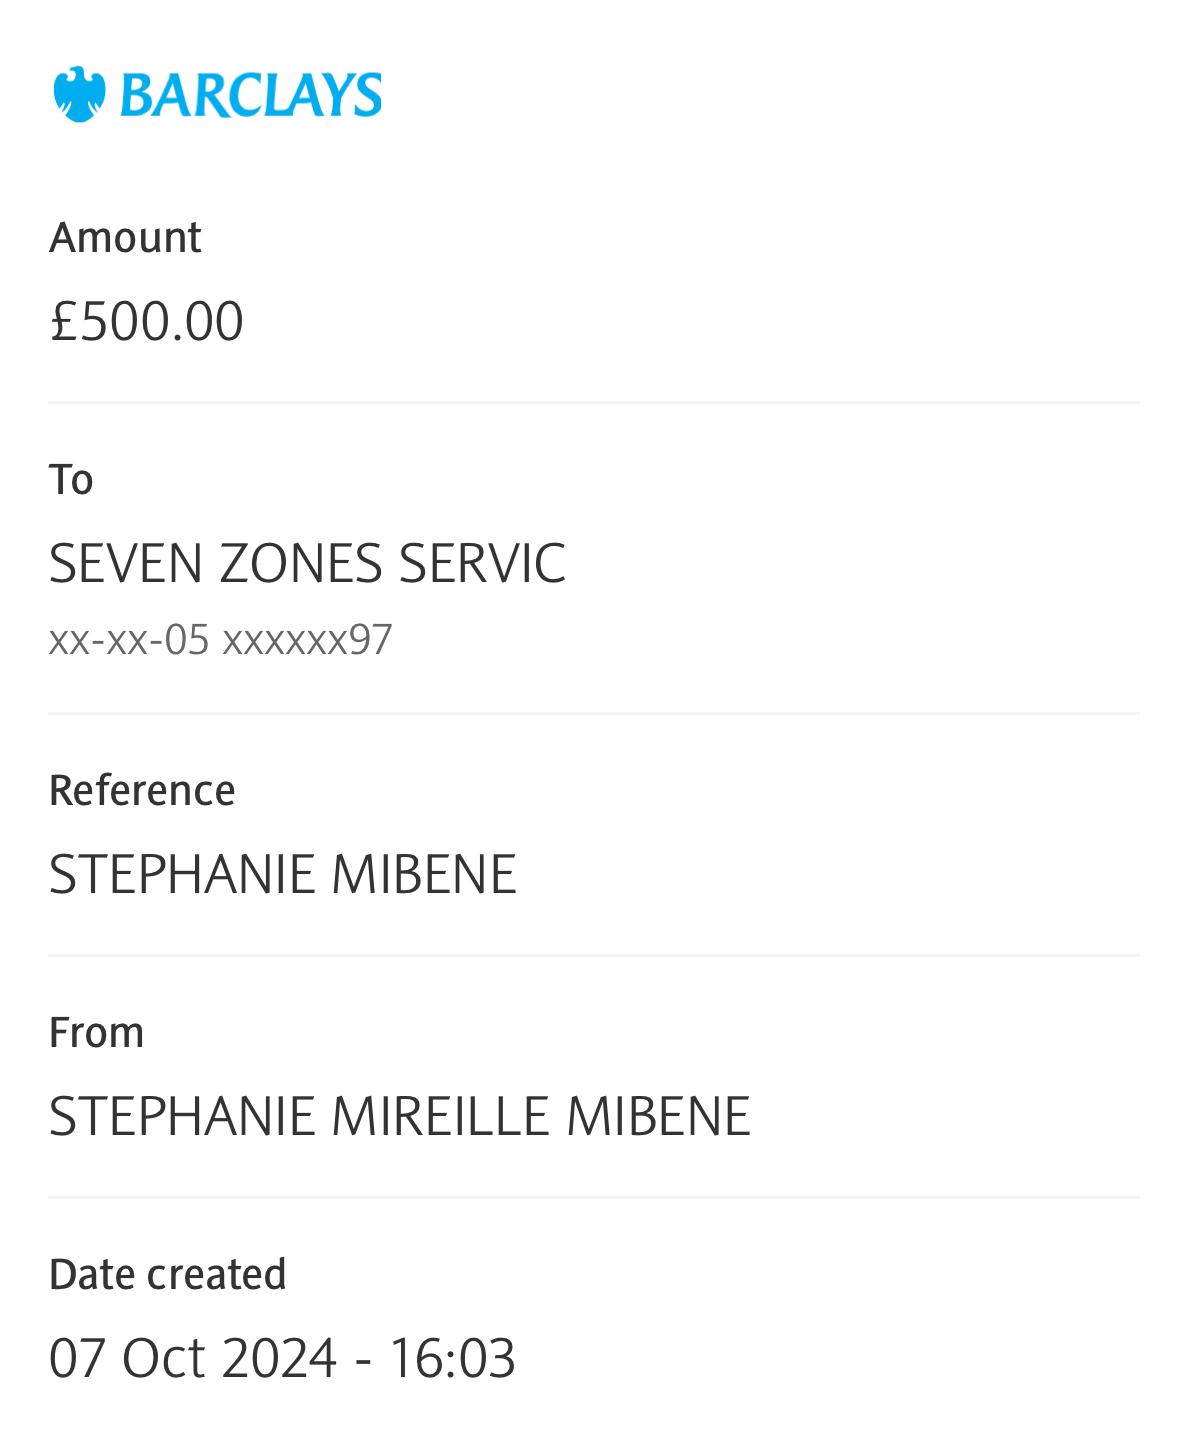 BARCLAYS
Amount
£500.00
To
SEVEN ZONES SERVIC
xx-xx-05 xxxxxx97
Reference
STEPHANIE MIBENE
From
STEPHANIE MIREILLE MIBENE
Date created
07 Oct 2024 - 16:03